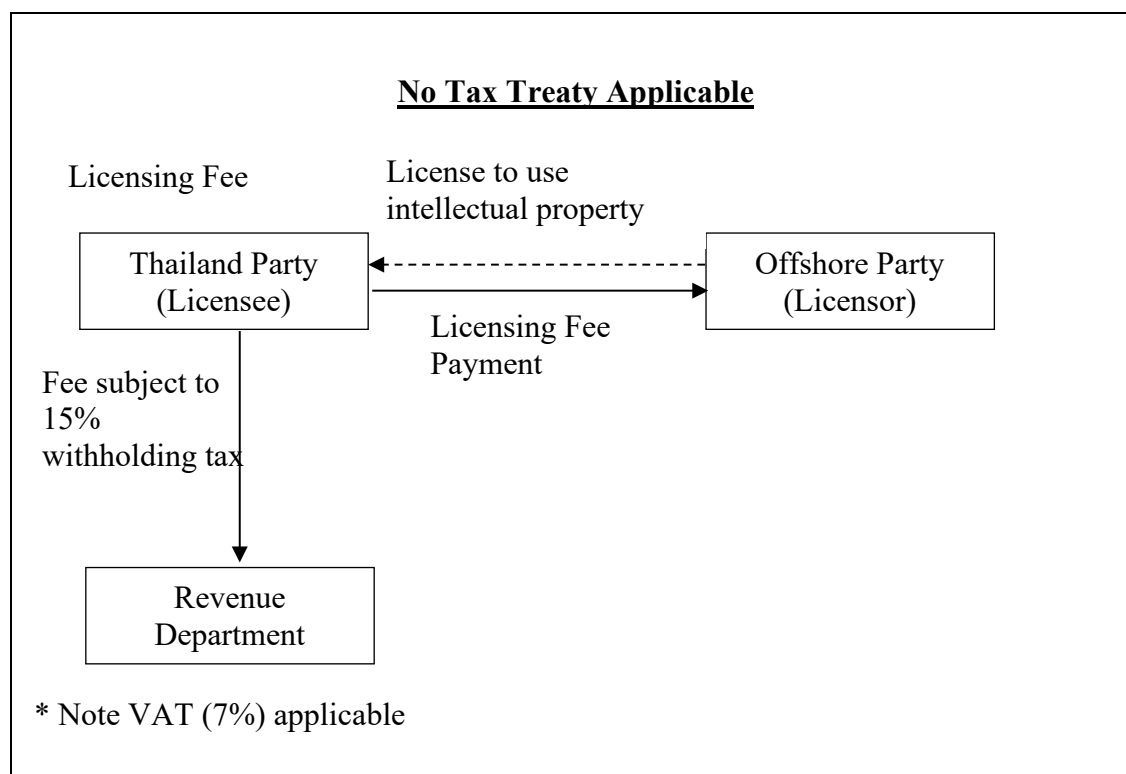 No Tax Treaty Applicable
Licensing Fee
License to use
intellectual property
Thailand Party
(Licensee)
Offshore Party
(Licensor)
Licensing Fee
Payment
Fee subject to
15%
withholding tax
Revenue
Department
* Note VAT (7%) applicable